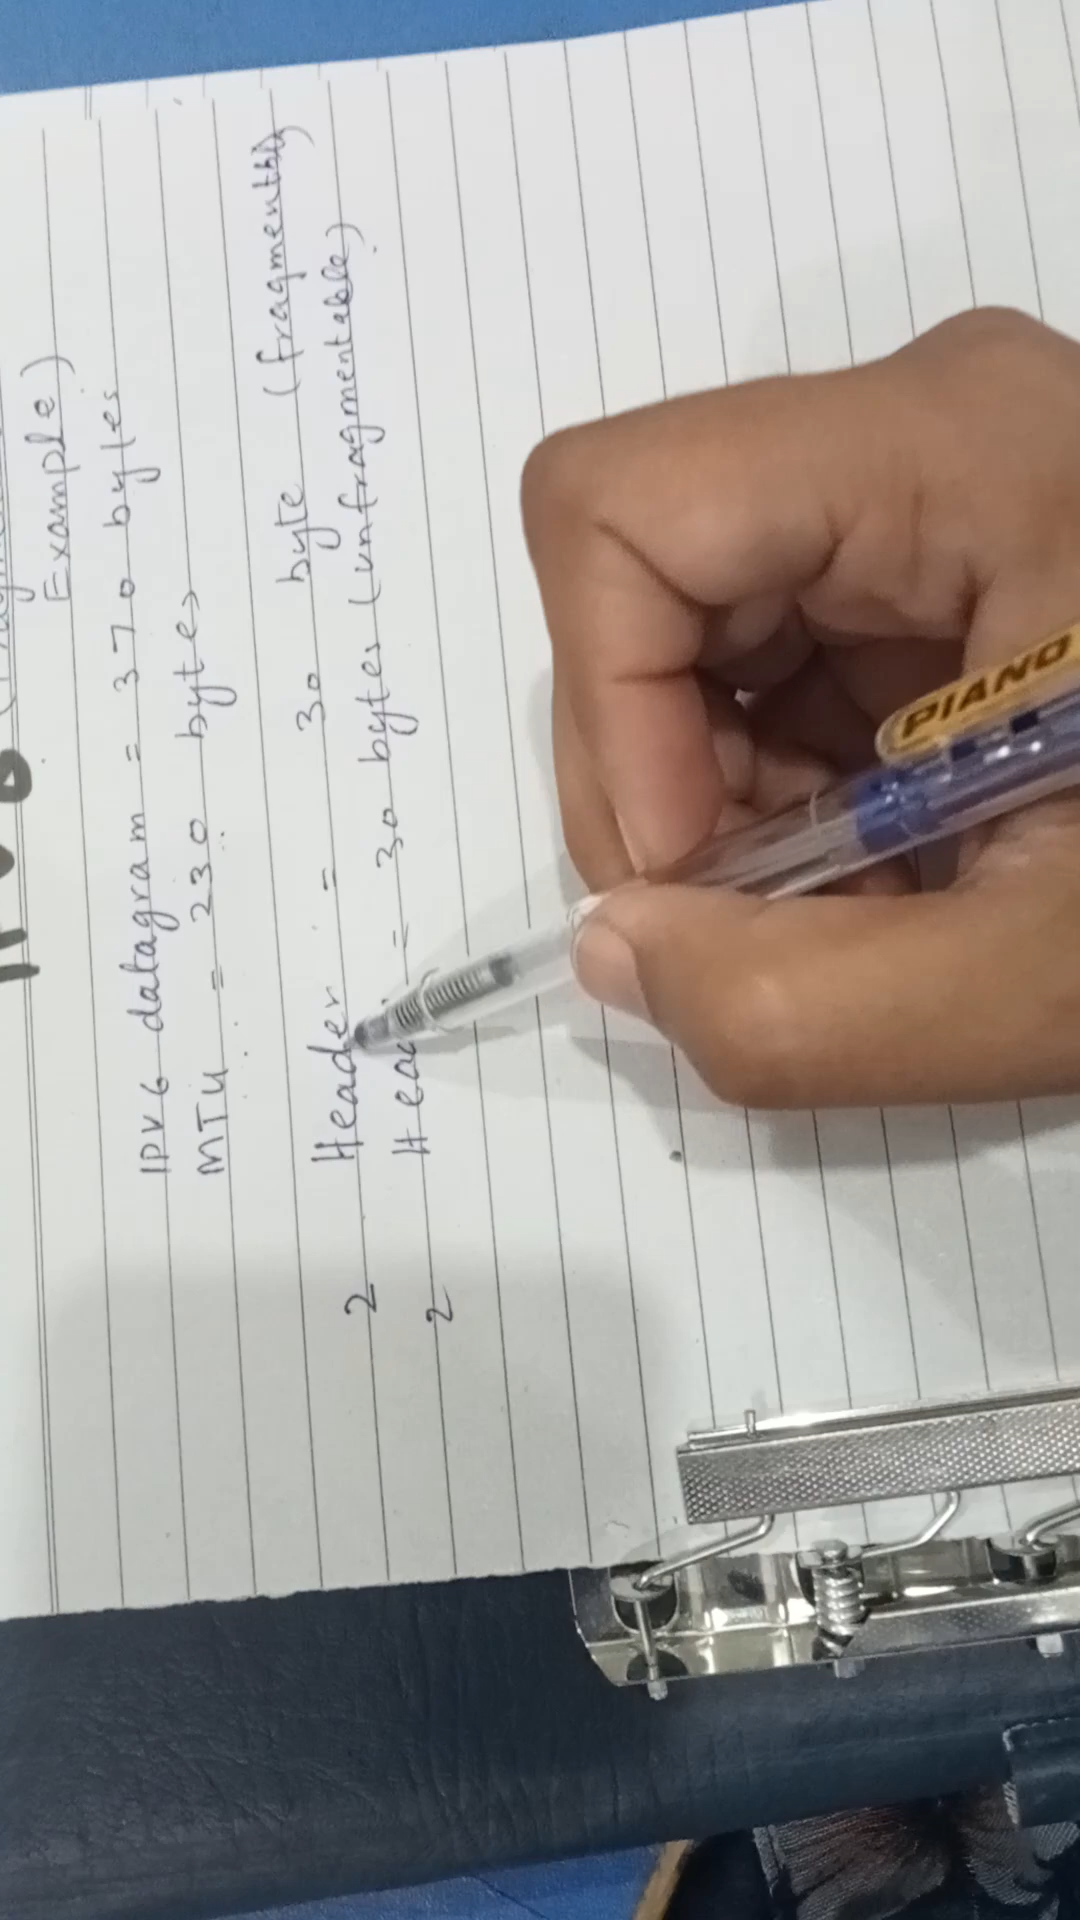 Example)
IPV6 datagram = 370 bytes
MTU = 230 bytes
2 Header = 30 byte (fragmentable)
2 = 30 bytes (unfragmentable)
PIANO